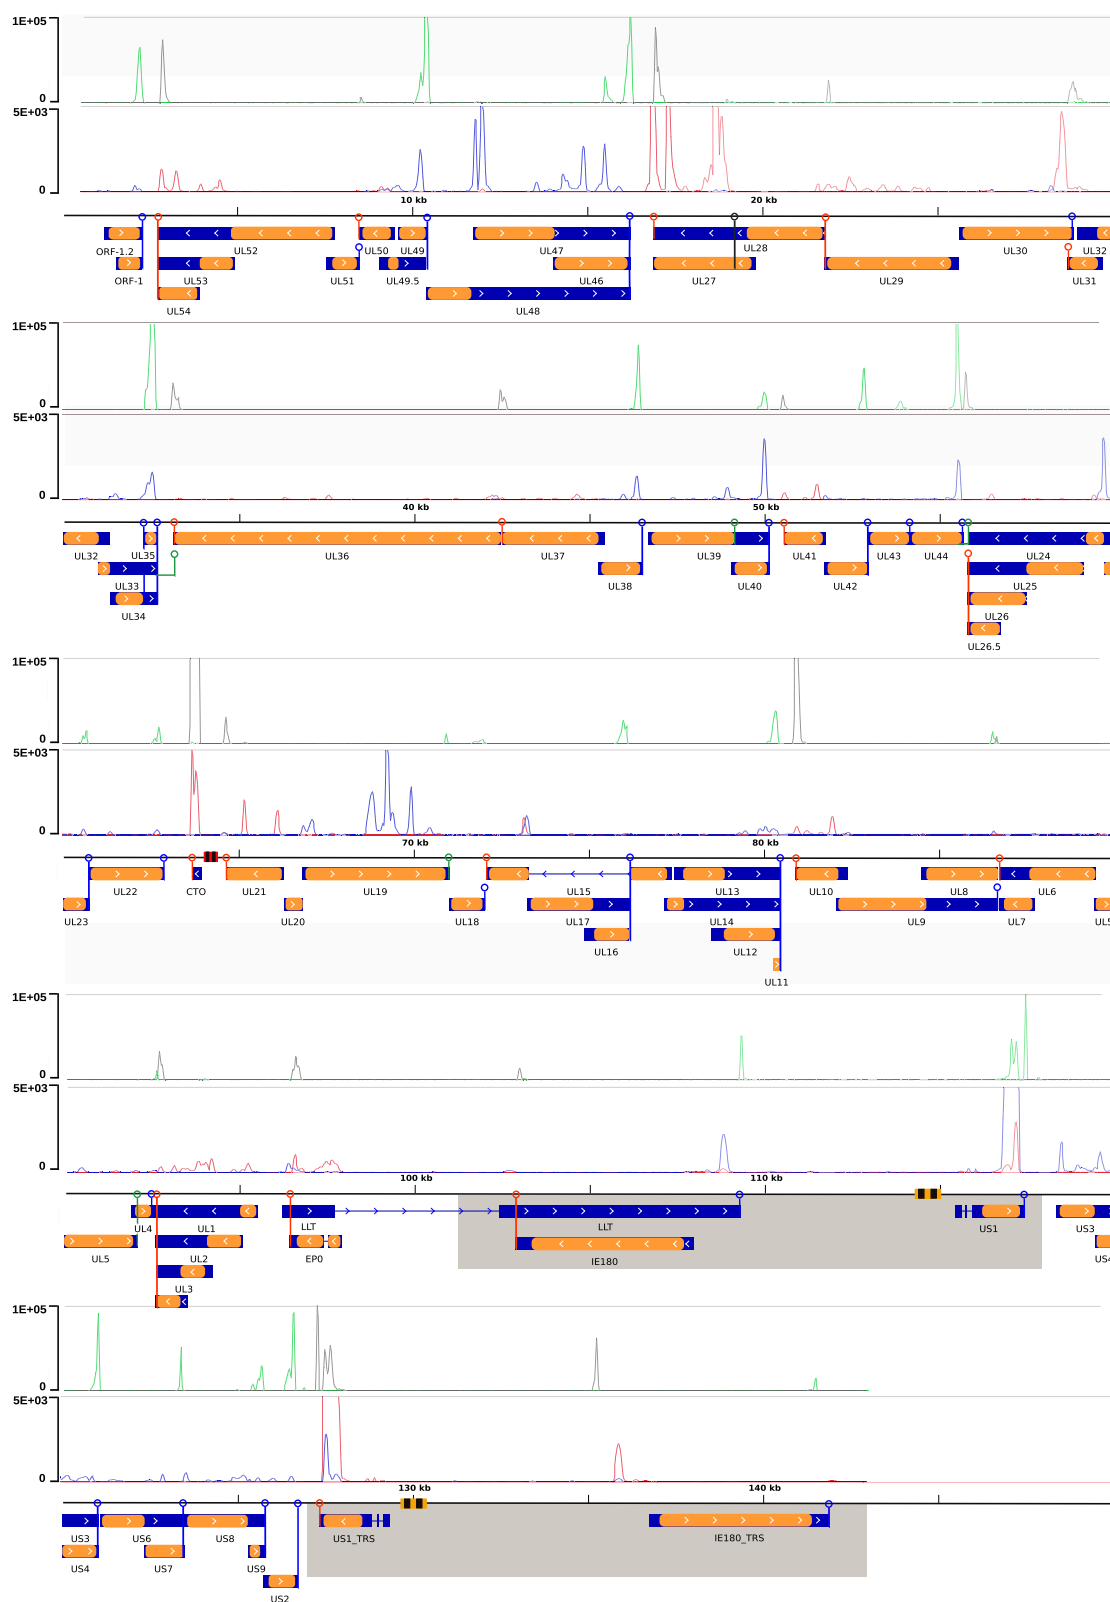 1E+05
0
5E+03
0
10 kb 20 kb
ORF-1.2 UL52 UL50 UL49 UL47 UL28 UL30 UL32
ORF-1 UL53 UL51 UL49.5 UL46 UL27 UL29 UL31
UL54 UL48
1E+05
0
5E+03
0
40 kb 50 kb
UL32 UL35 UL36 UL37 UL39 UL41 UL43 UL44 UL24
UL33 UL38 UL40 UL42 UL25
UL34 UL26
UL26.5
1E+05
0
5E+03
0
70 kb 80 kb
UL22 CTO UL21 UL19 UL15 UL13 UL10 UL8 UL6
UL23 UL20 UL18 UL17 UL14 UL9 UL7 UL5
UL16 UL12
UL11
1E+05
0
5E+03
0
100 kb 110 kb
UL4 UL1 LLT LLT US1 US3
UL5 UL2 EP0 IE180 US4
UL3
1E+05
0
5E+03
0
130 kb 140 kb
US3 US6 US8 US1_TRS IE180_TRS
US4 US7 US9
US2